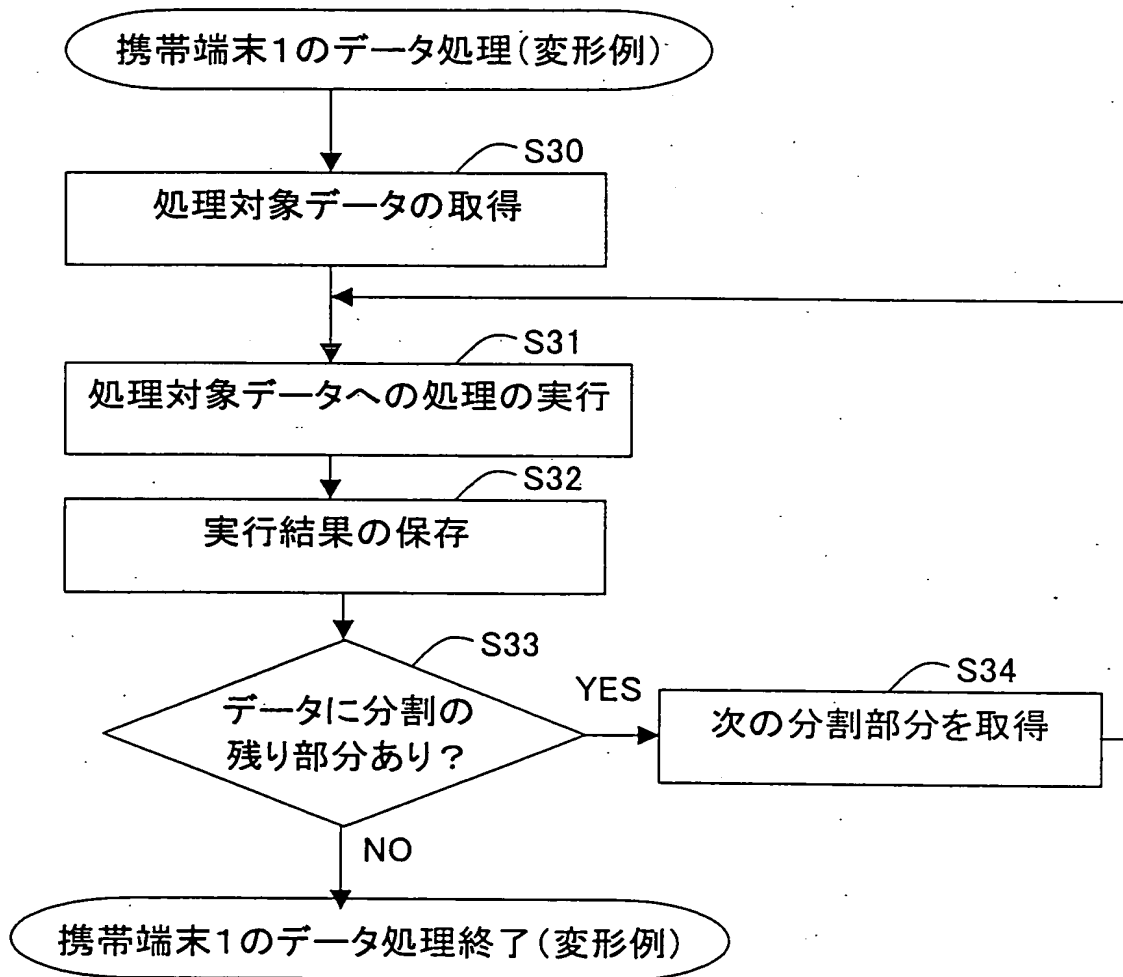 携帯端末1のデータ処理(変形例)
S30
処理対象データの取得
S31
処理対象データへの処理の実行
S32
実行結果の保存
S33
データに分割の
残り部分あり?
YES
S34
次の分割部分を取得
NO
携帯端末1のデータ処理終了(変形例)